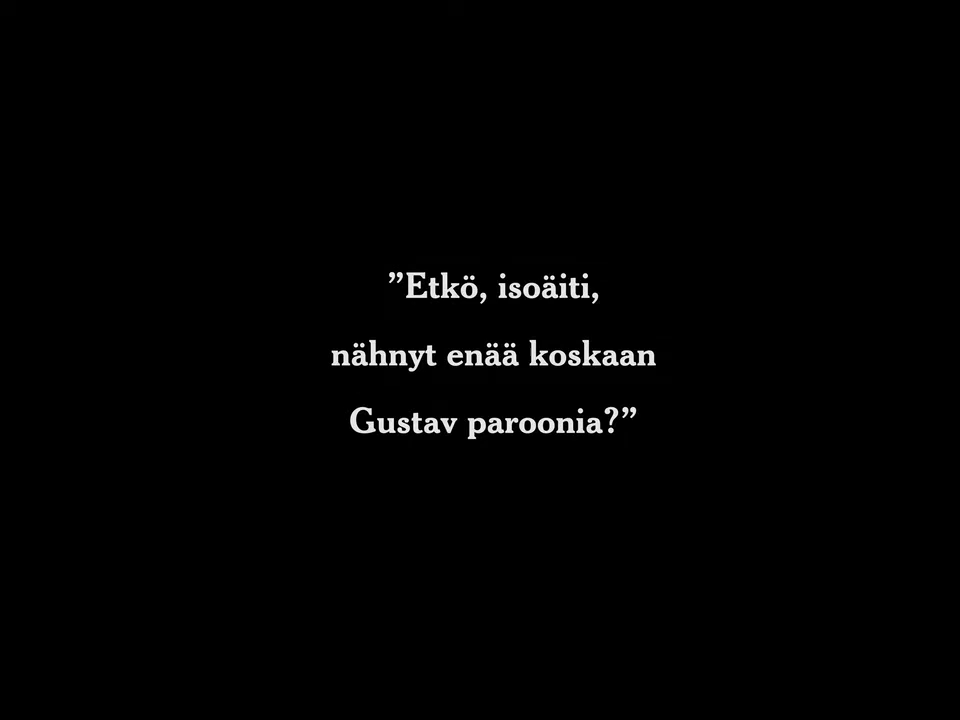 ”Etkö, isoäiti,
nähnyt enää koskaan
Gustav paroonia?”